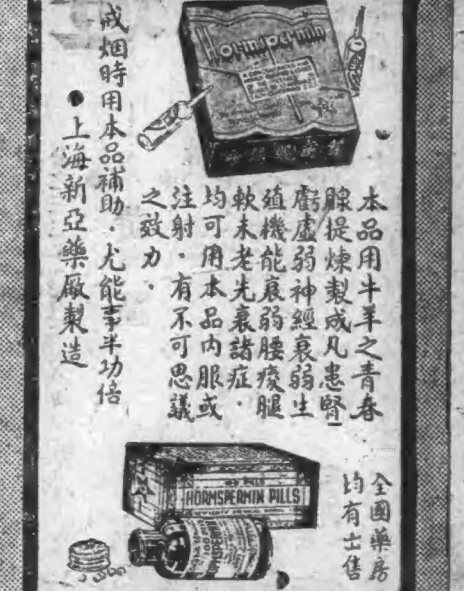 Hormspermin
本品用牛羊之青春
腺提煉製成凡患腎
虧虛弱神經衰弱生
殖機能衰弱腰痠腿
軟未老先衰諸症．
均可用本品內服或
注射．有不可思議
之效力．
戒烟時用本品補助．尤能事半功倍
●上海新亞藥廠製造
100 PILLS
HORMSPERMIN PILLS
全國藥房
均有出售